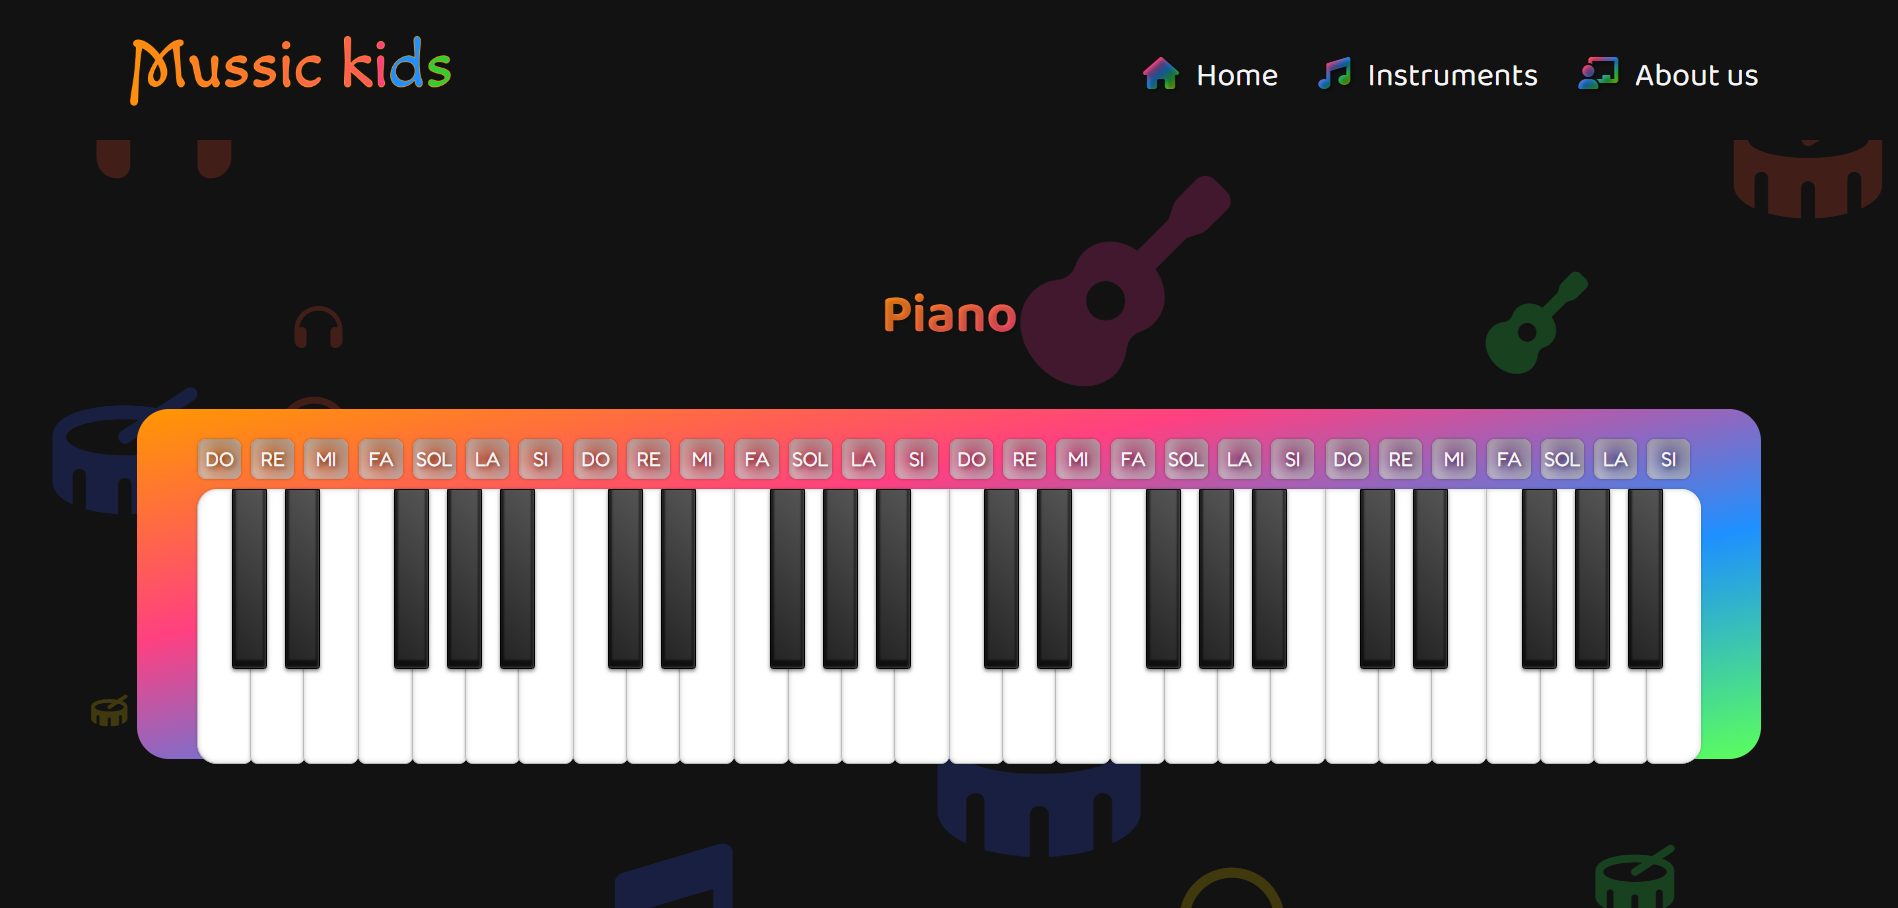 Mussic kids
Home Instruments About us
Piano
DO RE MI FA SOL LA SI DO RE MI FA SOL LA SI DO RE MI FA SOL LA SI DO RE MI FA SOL LA SI